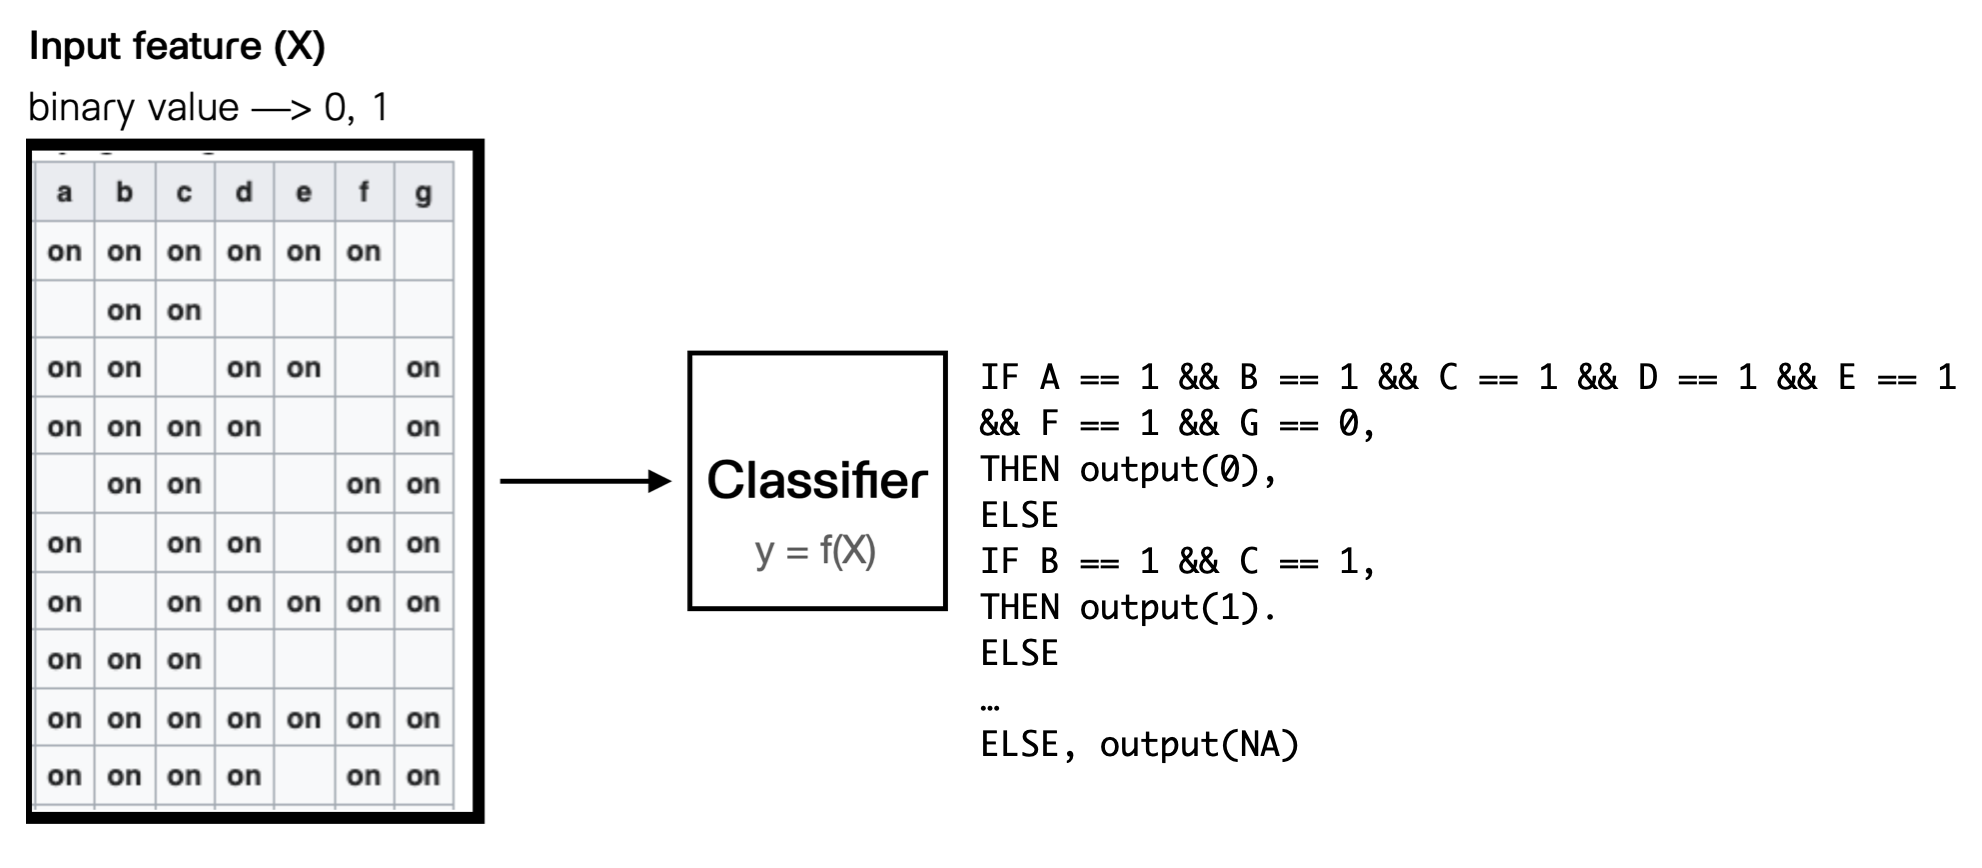 Input feature (X)
binary value —> 0, 1
a b c d e f g
on on on on on on
on on
on on on on on
on on on on on
on on on on
on on on on on
on on on on on on
on on on
on on on on on on on
on on on on on on
Classifier
y = f(X)
IF A == 1 && B == 1 && C == 1 && D == 1 && E == 1
&& F == 1 && G == 0,
THEN output(0),
ELSE
IF B == 1 && C == 1,
THEN output(1).
ELSE
…
ELSE, output(NA)